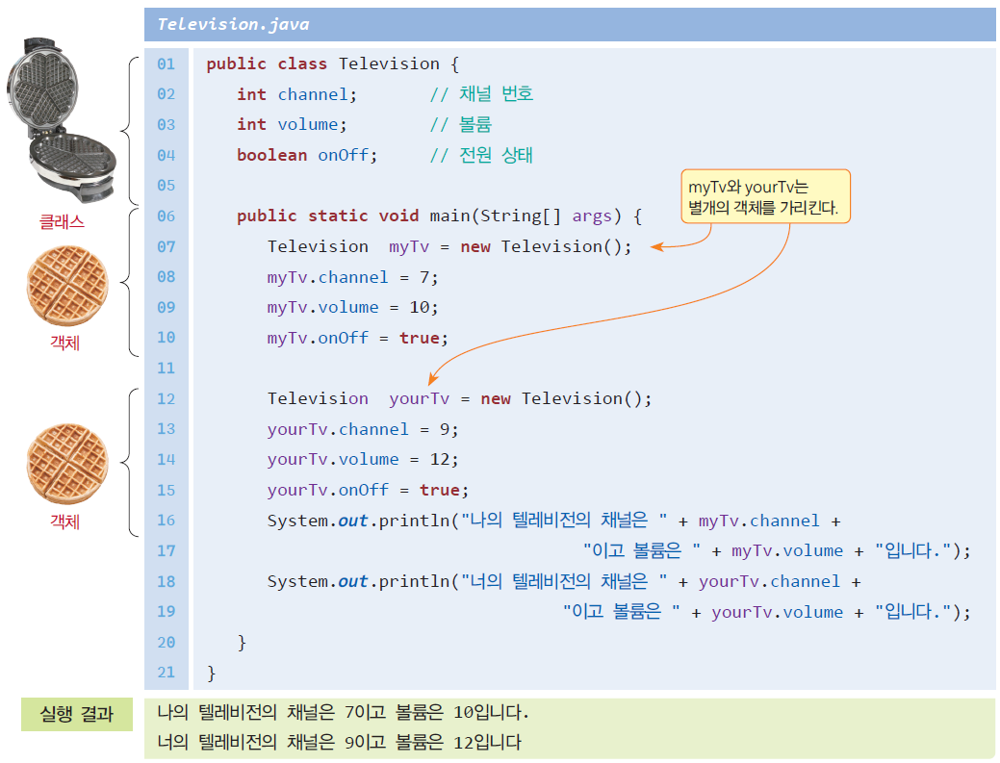 Television.java
01 public class Television {
02 int channel; // 채널 번호
03 int volume; // 볼륨
04 boolean onOff; // 전원 상태
05
06 public static void main(String[] args) {
07 Television myTv = new Television();
08 myTv.channel = 7;
09 myTv.volume = 10;
10 myTv.onOff = true;
11
12 Television yourTv = new Television();
13 yourTv.channel = 9;
14 yourTv.volume = 12;
15 yourTv.onOff = true;
16 System.out.println("나의 텔레비전의 채널은 " + myTv.channel +
17 "이고 볼륨은 " + myTv.volume + "입니다.");
18 System.out.println("너의 텔레비전의 채널은 " + yourTv.channel +
19 "이고 볼륨은 " + yourTv.volume + "입니다.");
20 }
21 }
클래스
객체
객체
myTv와 yourTv는
별개의 객체를 가리킨다.
실행 결과
나의 텔레비전의 채널은 7이고 볼륨은 10입니다.
너의 텔레비전의 채널은 9이고 볼륨은 12입니다